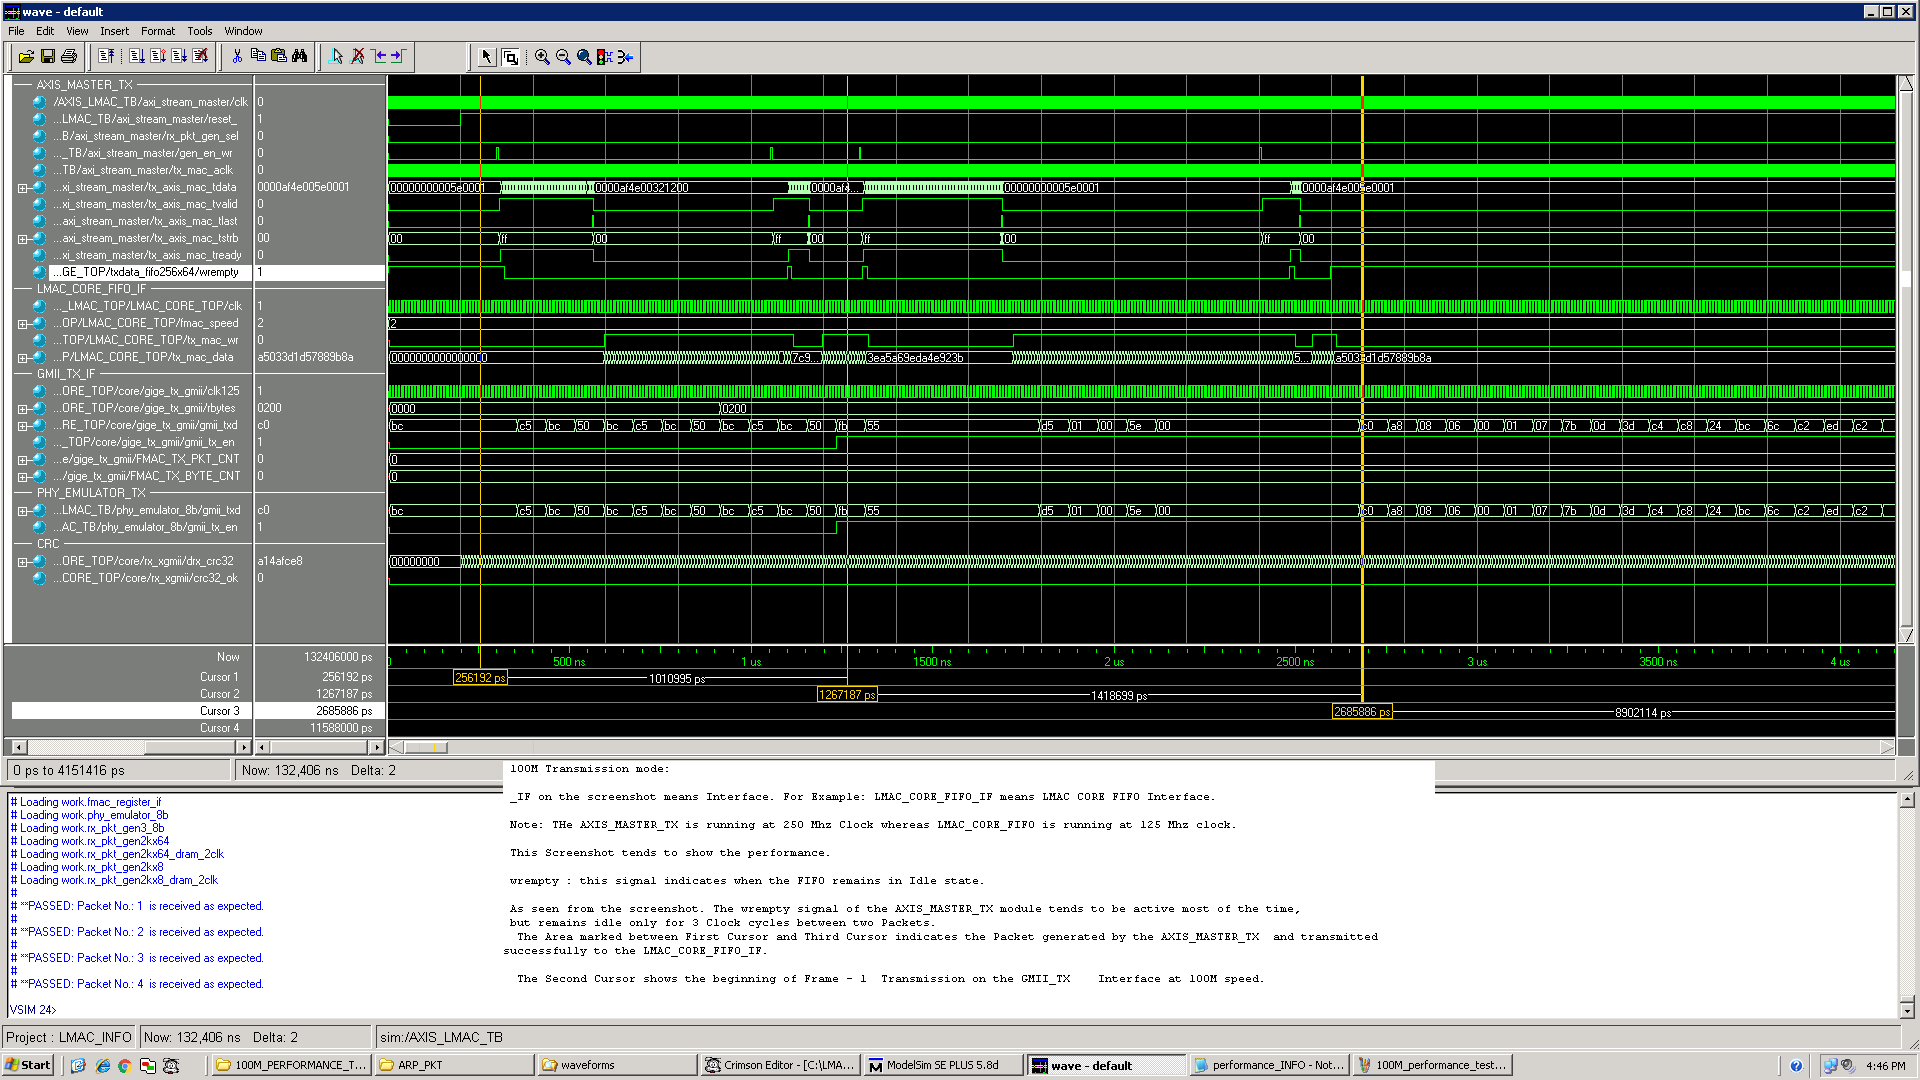 wave - default
File Edit View Insert Format Tools Window
AXIS_MASTER_TX
/AXIS_LMAC_TB/axi_stream_master/clk 0
...LMAC_TB/axi_stream_master/reset_ 1
...B/axi_stream_master/rx_pkt_gen_sel 0
..._TB/axi_stream_master/gen_en_wr 0
...TB/axi_stream_master/tx_mac_aclk 0
...xi_stream_master/tx_axis_mac_tdata 0000af4e005e0001 00000000005e0001 0000af4e00321200 0000af4... 00000000005e0001 0000af4e005e0001
...xi_stream_master/tx_axis_mac_tvalid 0
...axi_stream_master/tx_axis_mac_tlast 0
...axi_stream_master/tx_axis_mac_tstrb 00 00 ff 00 ff 00 ff 00 ff 00
...xi_stream_master/tx_axis_mac_tready 0
...GE_TOP/txdata_fifo256x64/wrempty 1
LMAC_CORE_FIFO_IF
..._LMAC_TOP/LMAC_CORE_TOP/clk 1
...OP/LMAC_CORE_TOP/fmac_speed 2 2
...TOP/LMAC_CORE_TOP/tx_mac_wr 0
...P/LMAC_CORE_TOP/tx_mac_data a5033d1d57889b8a 0000000000000000 7c9... 3ea5a69eda4e923b 5... a5033d1d57889b8a
GMII_TX_IF
...ORE_TOP/core/gige_tx_gmii/clk125 1
...ORE_TOP/core/gige_tx_gmii/rbytes 0200 0000 0200
...RE_TOP/core/gige_tx_gmii/gmii_txd c0 bc c5 bc 50 bc c5 bc 50 bc c5 bc 50 fb 55 d5 01 00 5e 00 c0 a8 08 06 00 01 07 7b 0d 3d c4 c8 24 bc 6c c2 ed c2
..._TOP/core/gige_tx_gmii/gmii_tx_en 1
...e/gige_tx_gmii/FMAC_TX_PKT_CNT 0 0
.../gige_tx_gmii/FMAC_TX_BYTE_CNT 0 0
PHY_EMULATOR_TX
...LMAC_TB/phy_emulator_8b/gmii_txd c0 bc c5 bc 50 bc c5 bc 50 bc c5 bc 50 fb 55 d5 01 00 5e 00 c0 a8 08 06 00 01 07 7b 0d 3d c4 c8 24 bc 6c c2 ed c2
...AC_TB/phy_emulator_8b/gmii_tx_en 1
CRC
...ORE_TOP/core/rx_xgmii/drx_crc32 a14afce8 00000000
...CORE_TOP/core/rx_xgmii/crc32_ok 0
Now 132406000 ps 500 ns 1 us 1500 ns 2 us 2500 ns 3 us 3500 ns 4 us
Cursor 1 256192 ps 256192 ps 1010995 ps
Cursor 2 1267187 ps 1267187 ps 1418699 ps
Cursor 3 2685886 ps 2685886 ps 8902114 ps
Cursor 4 11588000 ps
0 ps to 4151416 ps Now: 132,406 ns Delta: 2
100M Transmission mode:
_IF on the screenshot means Interface. For Example: LMAC_CORE_FIFO_IF means LMAC CORE FIFO Interface.
Note: THe AXIS_MASTER_TX is running at 250 Mhz Clock whereas LMAC_CORE_FIFO is running at 125 Mhz clock.
This Screenshot tends to show the performance.
wrempty : this signal indicates when the FIFO remains in Idle state.
As seen from the screenshot. The wrempty signal of the AXIS_MASTER_TX module tends to be active most of the time,
but remains idle only for 3 Clock cycles between two Packets.
The Area marked between First Cursor and Third Cursor indicates the Packet generated by the AXIS_MASTER_TX and transmitted
successfully to the LMAC_CORE_FIFO_IF.
The Second Cursor shows the beginning of Frame - 1 Transmission on the GMII_TX Interface at 100M speed.
# Loading work.fmac_register_if
# Loading work.phy_emulator_8b
# Loading work.rx_pkt_gen3_8b
# Loading work.rx_pkt_gen2kx64
# Loading work.rx_pkt_gen2kx64_dram_2clk
# Loading work.rx_pkt_gen2kx8
# Loading work.rx_pkt_gen2kx8_dram_2clk
#
# **PASSED: Packet No.: 1 is received as expected.
#
# **PASSED: Packet No.: 2 is received as expected.
#
# **PASSED: Packet No.: 3 is received as expected.
#
# **PASSED: Packet No.: 4 is received as expected.
VSIM 24>
Project : LMAC_INFO Now: 132,406 ns Delta: 2 sim:/AXIS_LMAC_TB
Start 100M_PERFORMANCE_T... ARP_PKT waveforms Crimson Editor - [C:\LMA... ModelSim SE PLUS 5.8d wave - default performance_INFO - Not... 100M_performance_test... 4:46 PM